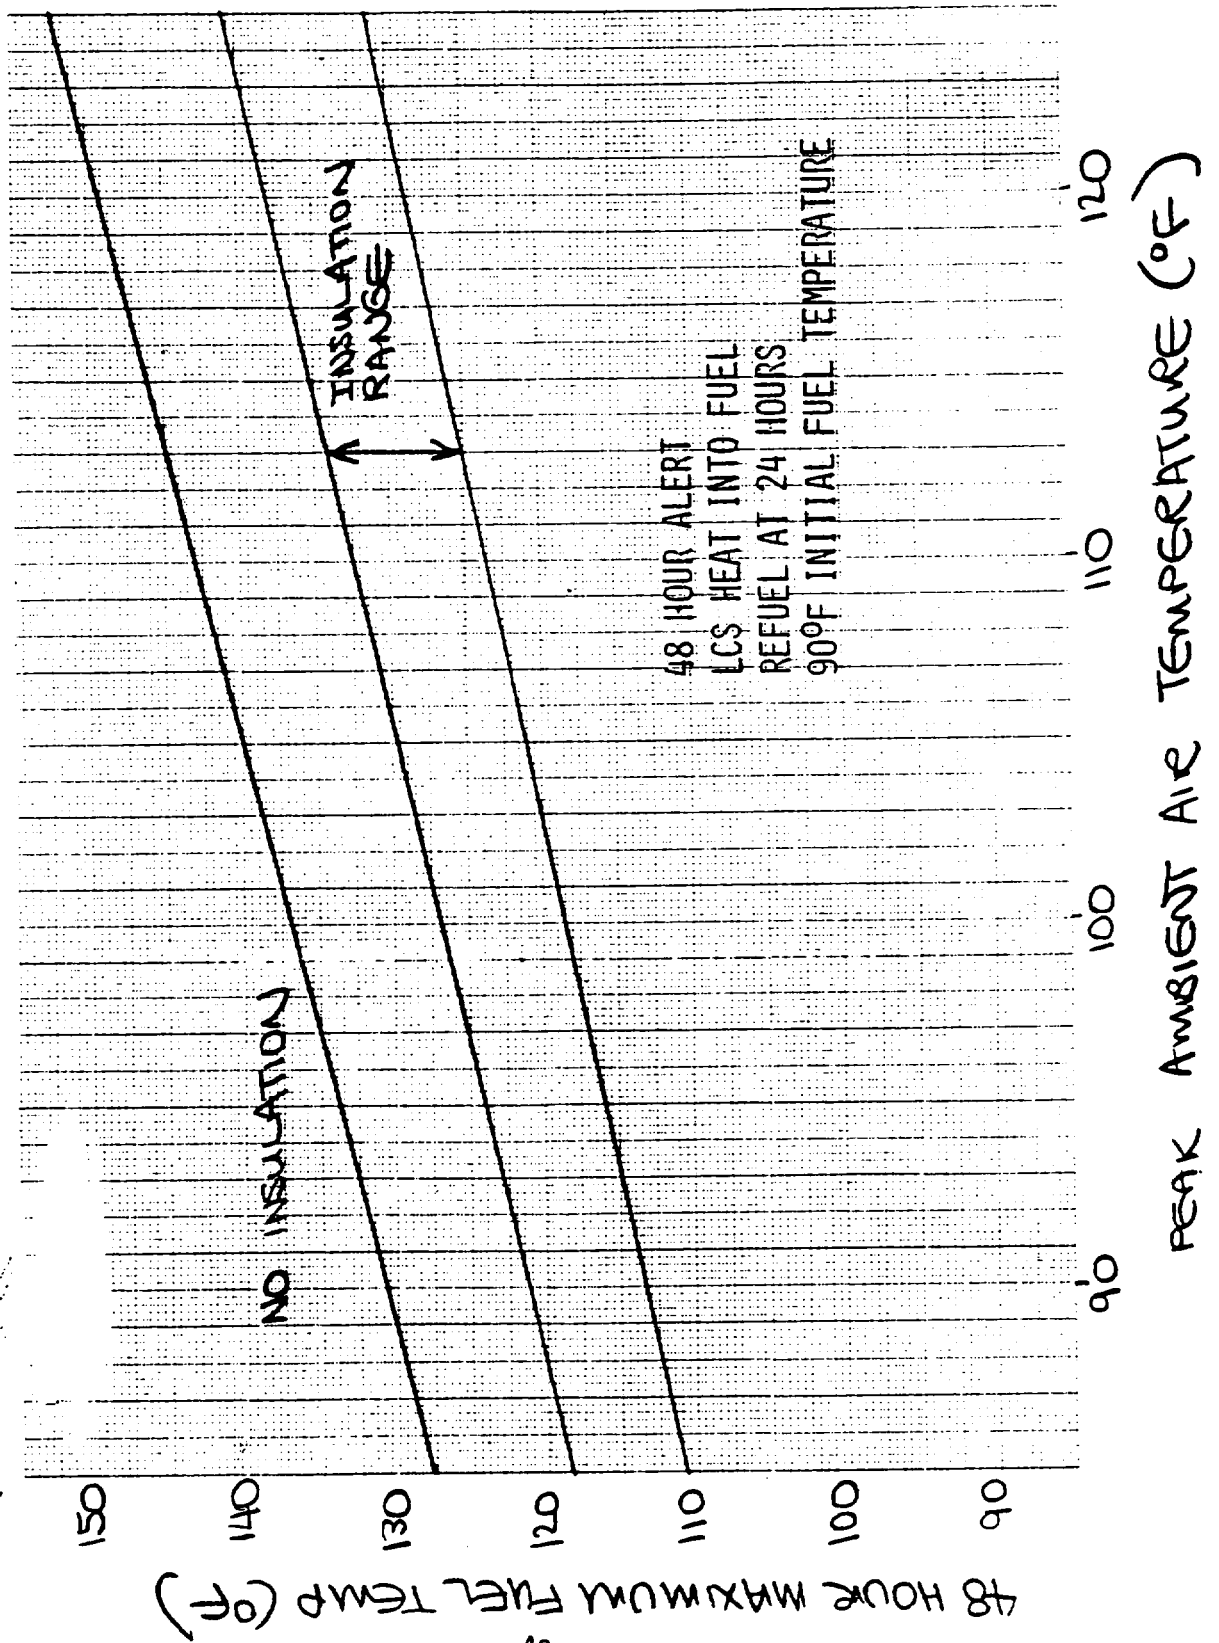 48 HOUR MAXIMUM FUEL TEMP (°F)
150
140
130
120
110
100
90
NO INSULATION
INSULATION
RANGE
48 HOUR ALERT
LCS HEAT INTO FUEL
REFUEL AT 24 HOURS
90°F INITIAL FUEL TEMPERATURE
90
100
110
120
PEAK AMBIENT AIR TEMPERATURE (°F)